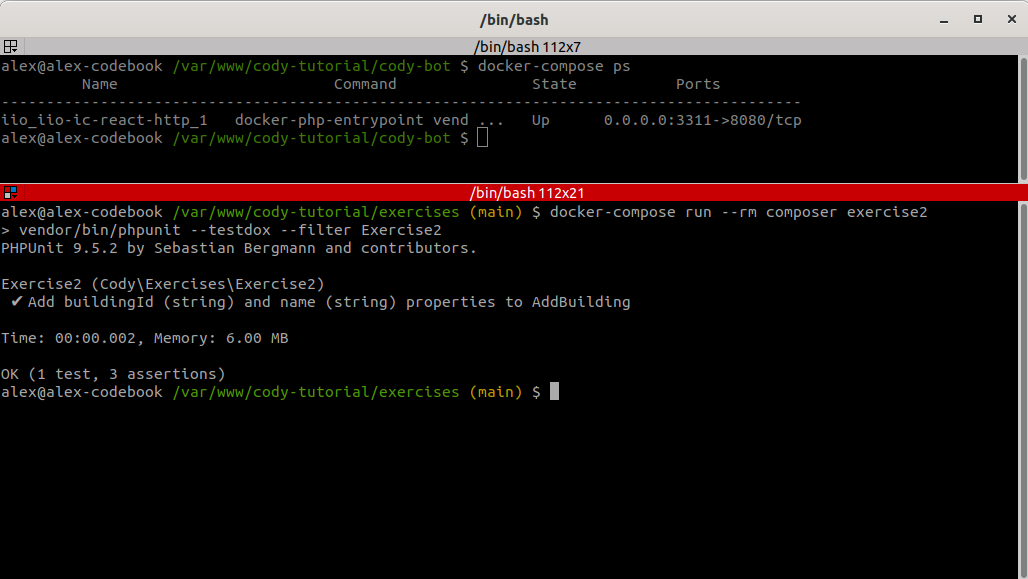 /bin/bash
/bin/bash 112x7
alex@alex-codebook /var/www/cody-tutorial/cody-bot $ docker-compose ps
Name Command State Ports
-----------------------------------------------------------------------------------------
iio_iio-ic-react-http_1 docker-php-entrypoint vend ... Up 0.0.0.0:3311->8080/tcp
alex@alex-codebook /var/www/cody-tutorial/cody-bot $
/bin/bash 112x21
alex@alex-codebook /var/www/cody-tutorial/exercises (main) $ docker-compose run --rm composer exercise2
> vendor/bin/phpunit --testdox --filter Exercise2
PHPUnit 9.5.2 by Sebastian Bergmann and contributors.
Exercise2 (Cody\Exercises\Exercise2)
✔ Add buildingId (string) and name (string) properties to AddBuilding
Time: 00:00.002, Memory: 6.00 MB
OK (1 test, 3 assertions)
alex@alex-codebook /var/www/cody-tutorial/exercises (main) $